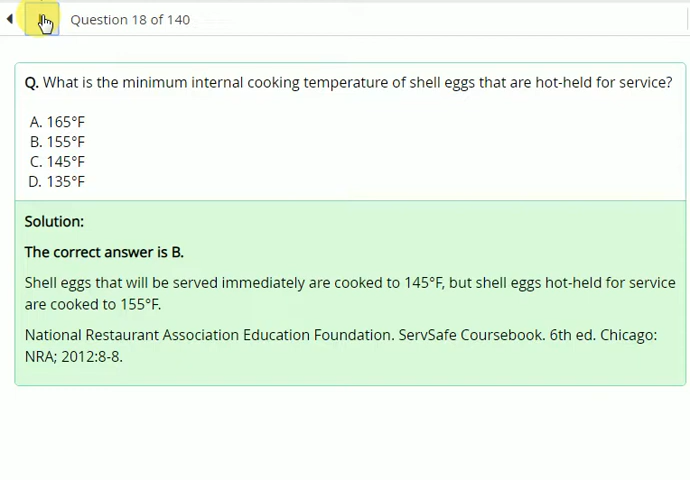 Question 18 of 140
Q. What is the minimum internal cooking temperature of shell eggs that are hot-held for service?
A. 165°F
B. 155°F
C. 145°F
D. 135°F
Solution:
The correct answer is B.
Shell eggs that will be served immediately are cooked to 145°F, but shell eggs hot-held for service
are cooked to 155°F.
National Restaurant Association Education Foundation. ServSafe Coursebook. 6th ed. Chicago:
NRA; 2012:8-8.